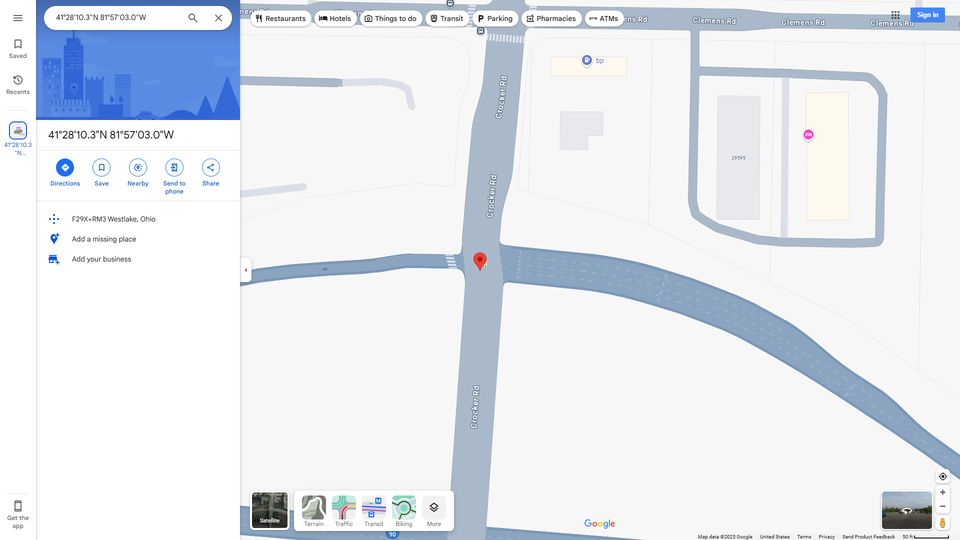 41°28'10.3"N 81°57'03.0"W
Restaurants
Hotels
Things to do
Transit
Parking
Pharmacies
ATMs
Sign in
Saved
Recents
41°28'10.3
"N...
41°28'10.3"N 81°57'03.0"W
Directions
Save
Nearby
Send to
phone
Share
F29X+RM3 Westlake, Ohio
Add a missing place
Add your business
Get the
app
Clemens Rd
Clemens Rd
Clemens Rd
Crocker Rd
Crocker Rd
Crocker Rd
bp
29595
90
Satellite
Terrain
Traffic
Transit
Biking
More
Google
Map data ©2025 Google
United States
Terms
Privacy
Send Product Feedback
50 ft